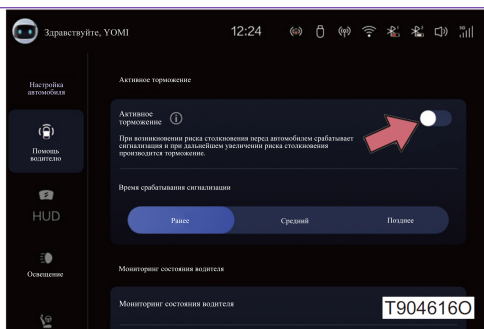 Здравствуйте, YOMI
12:24
5G
Настройка
автомобиля
Помощь
водителю
HUD
Освещение
Активное торможение
Активное
торможение
При возникновении риска столкновения перед автомобилем срабатывает
сигнализация и при дальнейшем увеличении риска столкновения
производится торможение.
Время срабатывания сигнализации
Ранее
Средний
Позднее
Мониторинг состояния водителя
Мониторинг состояния водителя
T904616O